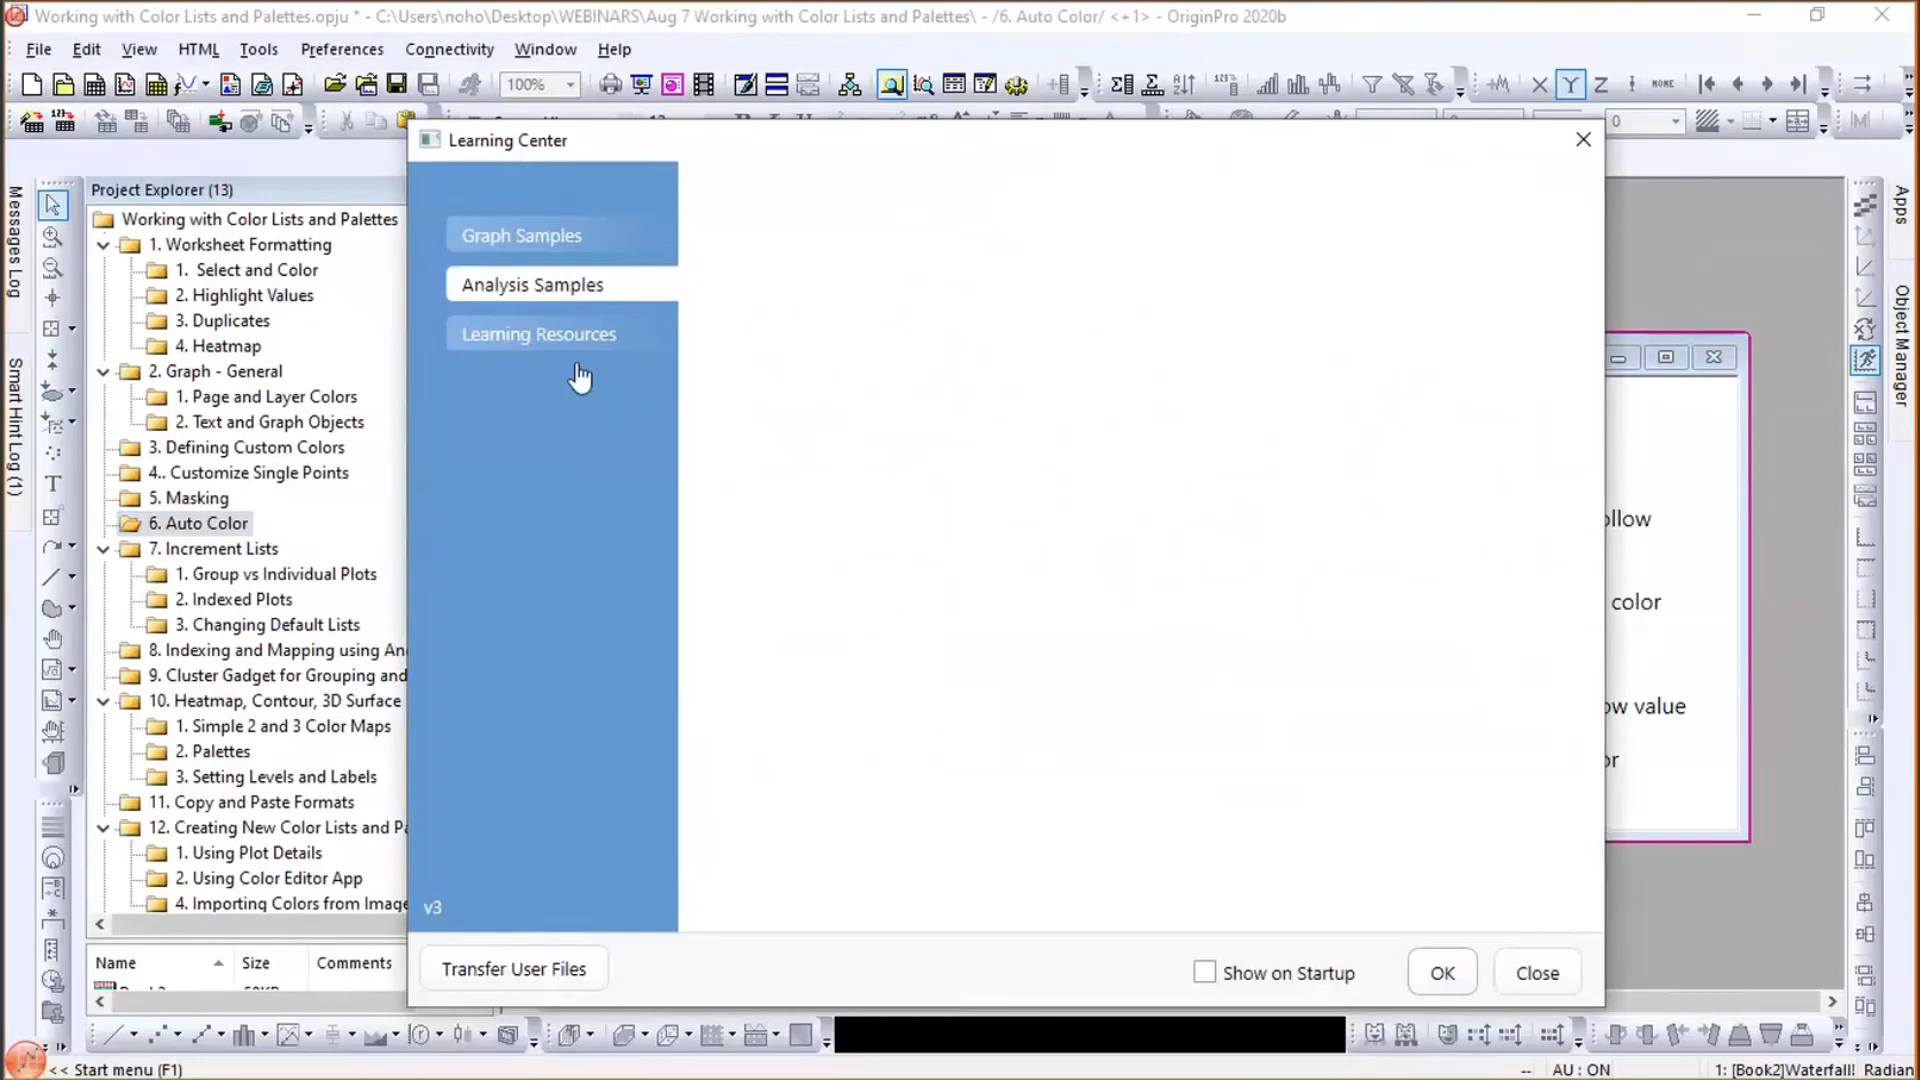 Working with Color Lists and Palettes.opju * - C:\Users\noho\Desktop\WEBINARS\Aug 7 Working with Color Lists and Palettes\ - /6. Auto Color/ <+1> - OriginPro 2020b
File Edit View HTML Tools Preferences Connectivity Window Help
100%
0
Learning Center
Messages Log
Smart Hint Log (1)
Project Explorer (13)
Working with Color Lists and Palettes
1. Worksheet Formatting
1. Select and Color
2. Highlight Values
3. Duplicates
4. Heatmap
2. Graph - General
1. Page and Layer Colors
2. Text and Graph Objects
3. Defining Custom Colors
4.. Customize Single Points
5. Masking
6. Auto Color
7. Increment Lists
1. Group vs Individual Plots
2. Indexed Plots
3. Changing Default Lists
8. Indexing and Mapping using An
9. Cluster Gadget for Grouping and
10. Heatmap, Contour, 3D Surface
1. Simple 2 and 3 Color Maps
2. Palettes
3. Setting Levels and Labels
11. Copy and Paste Formats
12. Creating New Color Lists and Pa
1. Using Plot Details
2. Using Color Editor App
4. Importing Colors from Image
Name Size Comments
Graph Samples
Analysis Samples
Learning Resources
v3
Transfer User Files
Show on Startup
OK
Close
ollow
color
ow value
or
Apps
Object Manager
<< Start menu (F1)
-- AU : ON 1: [Book2]Waterfall! Radian